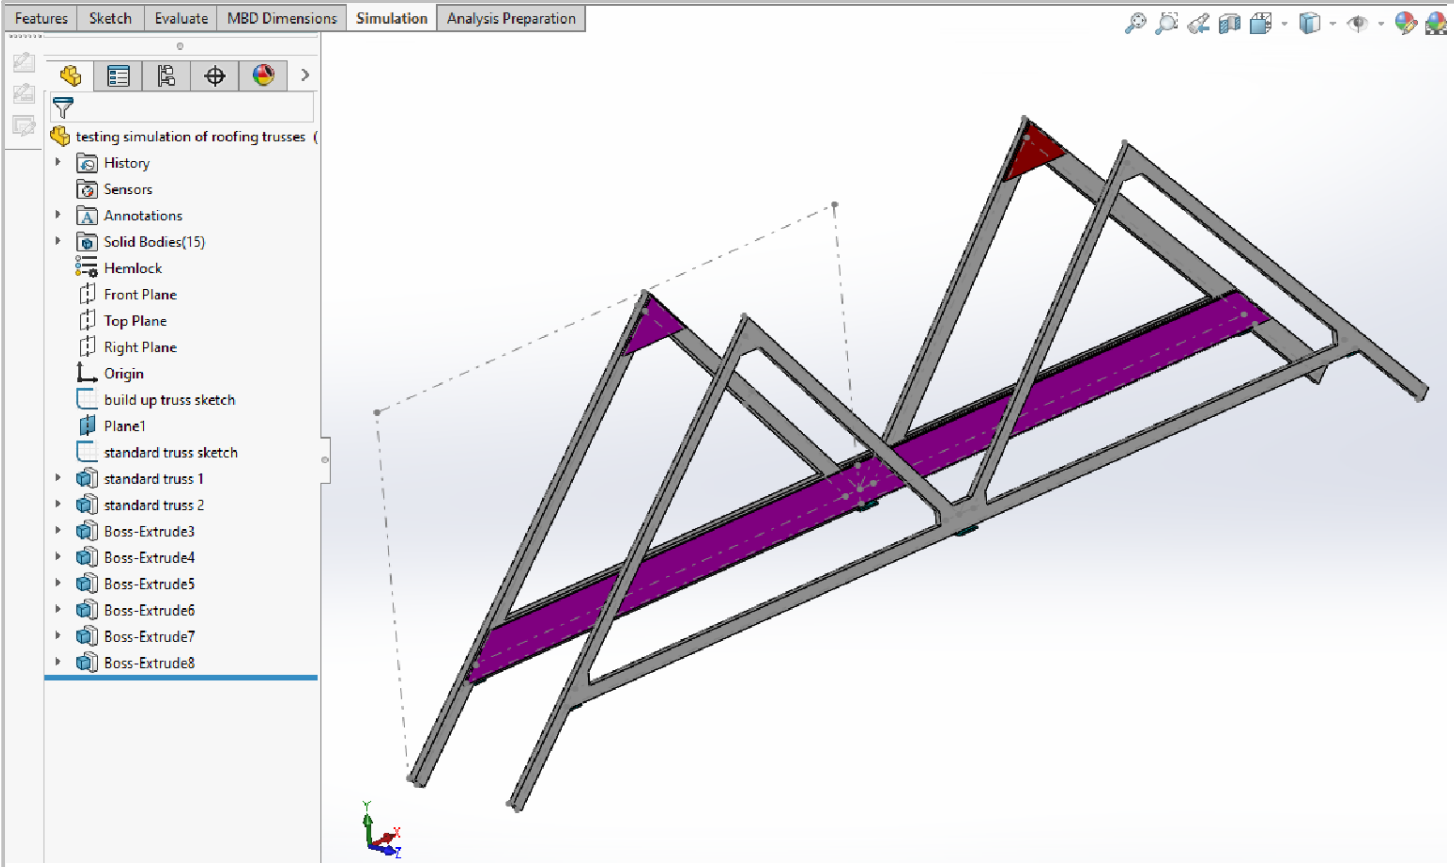 Features Sketch Evaluate MBD Dimensions Simulation Analysis Preparation
testing simulation of roofing trusses (
History
Sensors
A Annotations
Solid Bodies(15)
Hemlock
Front Plane
Top Plane
Right Plane
Origin
build up truss sketch
Plane1
standard truss sketch
standard truss 1
standard truss 2
Boss-Extrude3
Boss-Extrude4
Boss-Extrude5
Boss-Extrude6
Boss-Extrude7
Boss-Extrude8
Y
X
Z